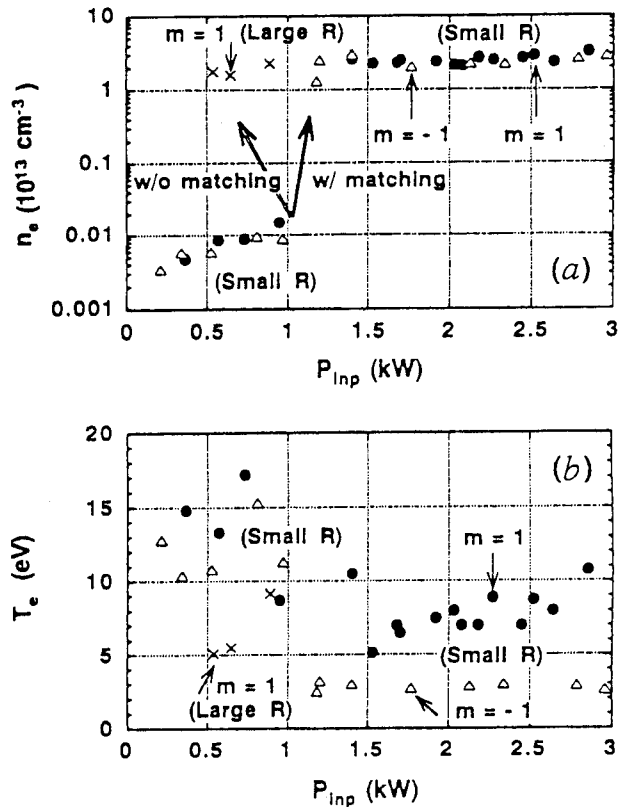 m = 1 (Large R) (Small R)
10
1
0.1
0.01
0.001
n_e (10^13 cm^-3)
m = - 1 m = 1
w/o matching w/ matching
(Small R)
(a)
0 0.5 1 1.5 2 2.5 3
P_Inp (kW)
20
15
10
5
0
T_e (eV)
(b)
(Small R)
m = 1
(Small R)
m = 1
(Large R)
m = - 1
0 0.5 1 1.5 2 2.5 3
P_Inp (kW)